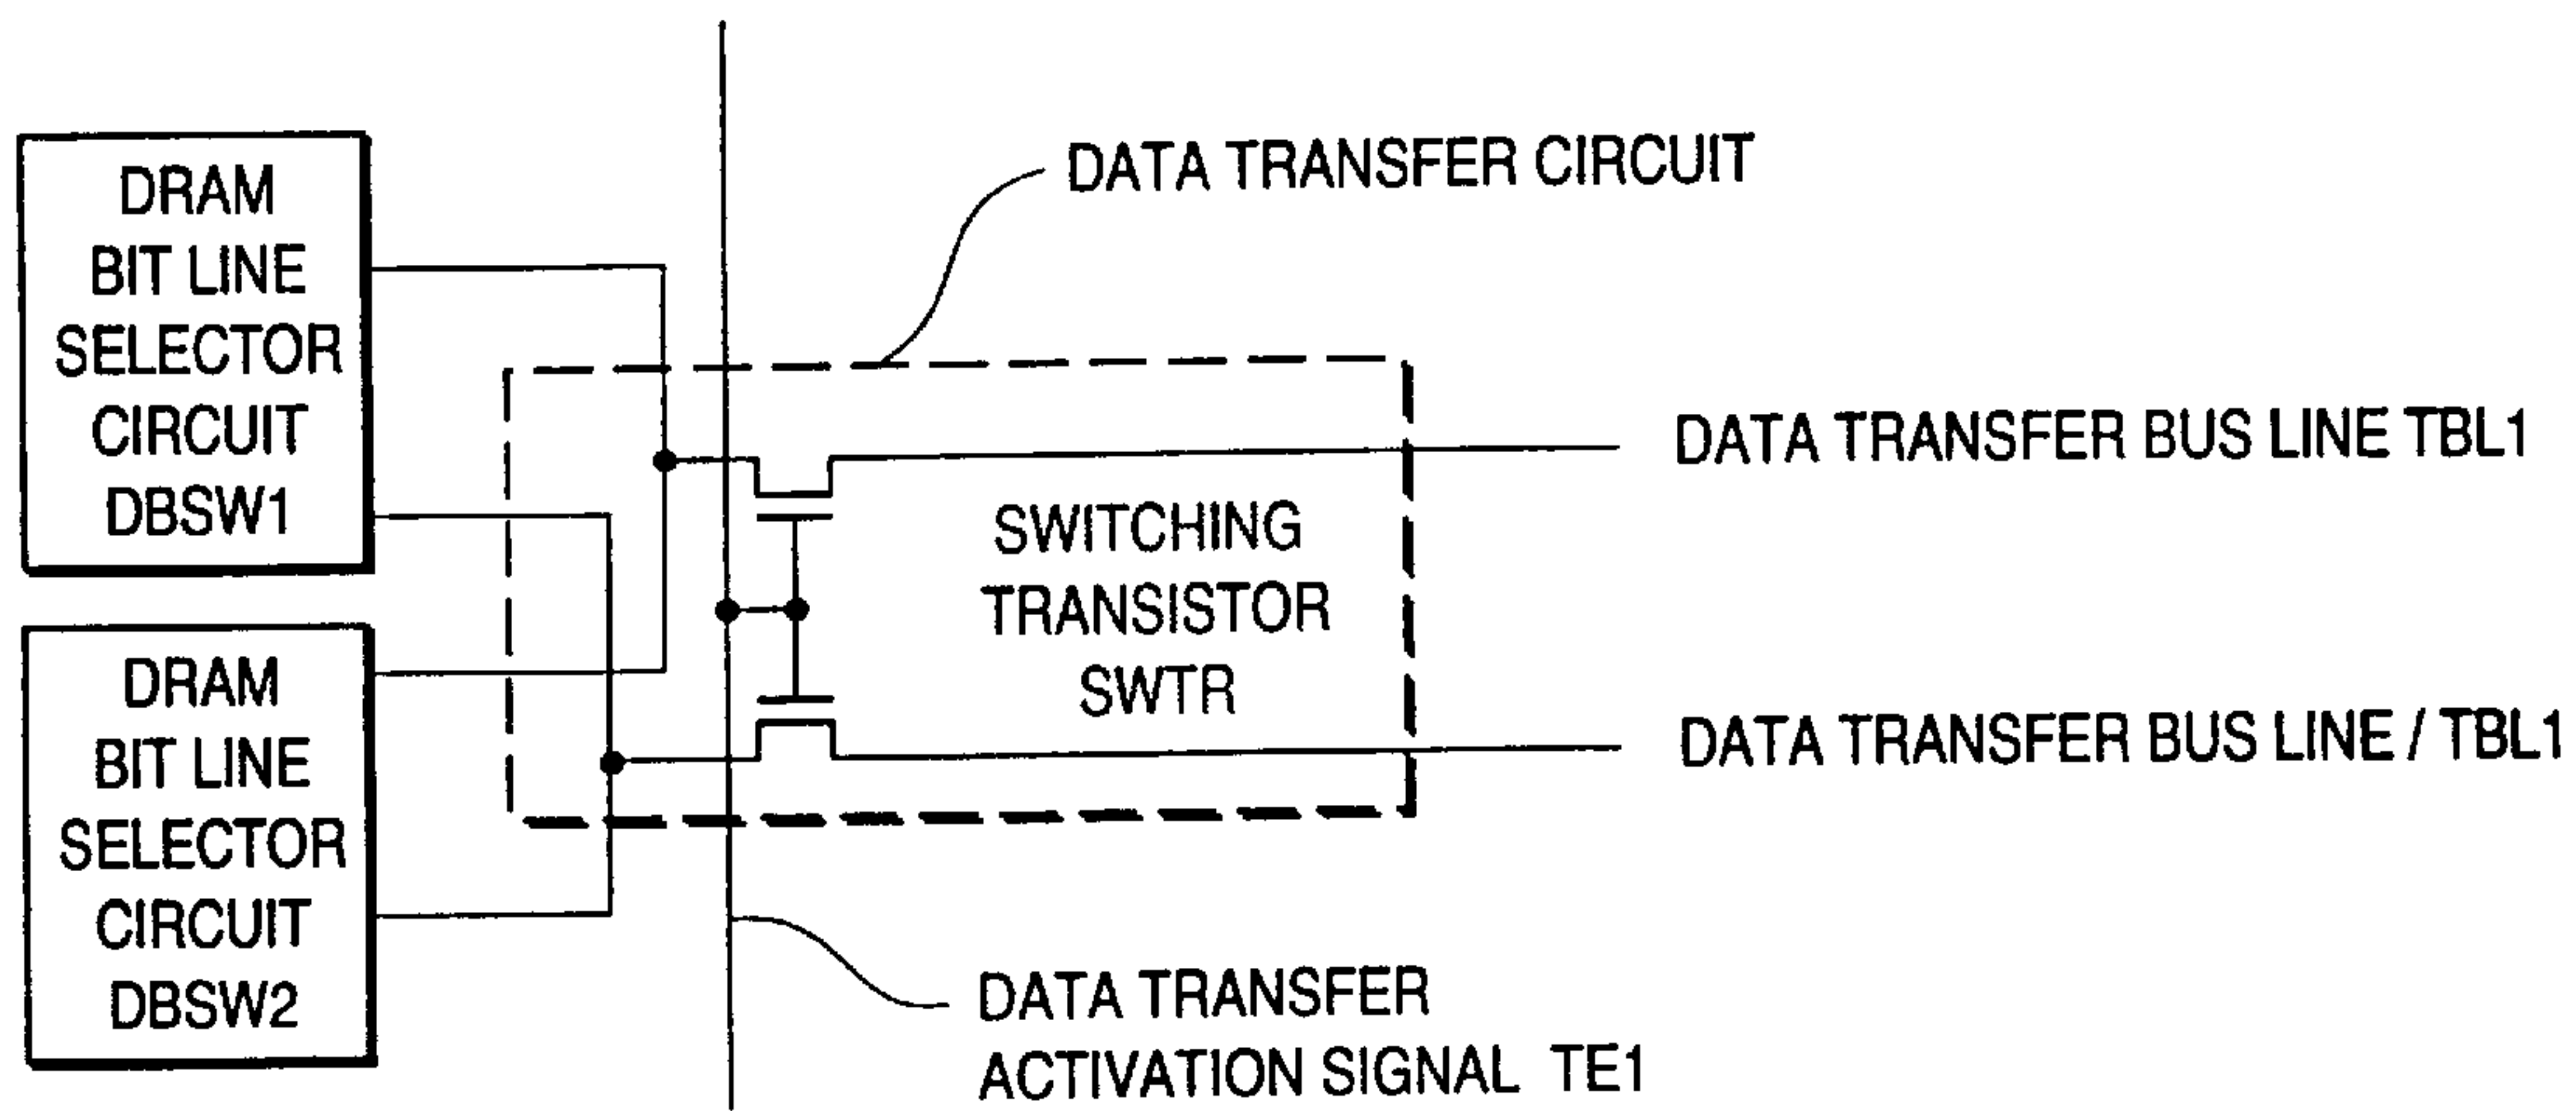 DRAM
BIT LINE
SELECTOR
CIRCUIT
DBSW1
DRAM
BIT LINE
SELECTOR
CIRCUIT
DBSW2
DATA TRANSFER CIRCUIT
DATA TRANSFER BUS LINE TBL1
SWITCHING
TRANSISTOR
SWTR
DATA TRANSFER BUS LINE / TBL1
DATA TRANSFER
ACTIVATION SIGNAL TE1